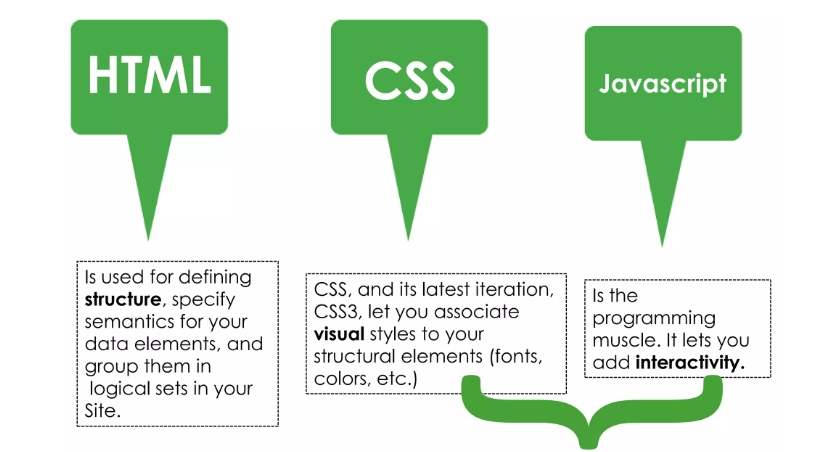 HTML
CSS
Javascript
Is used for defining
structure, specify
semantics for your
data elements, and
group them in
logical sets in your
Site.
CSS, and its latest iteration,
CSS3, let you associate
visual styles to your
structural elements (fonts,
colors, etc.)
Is the
programming
muscle. It lets you
add interactivity.